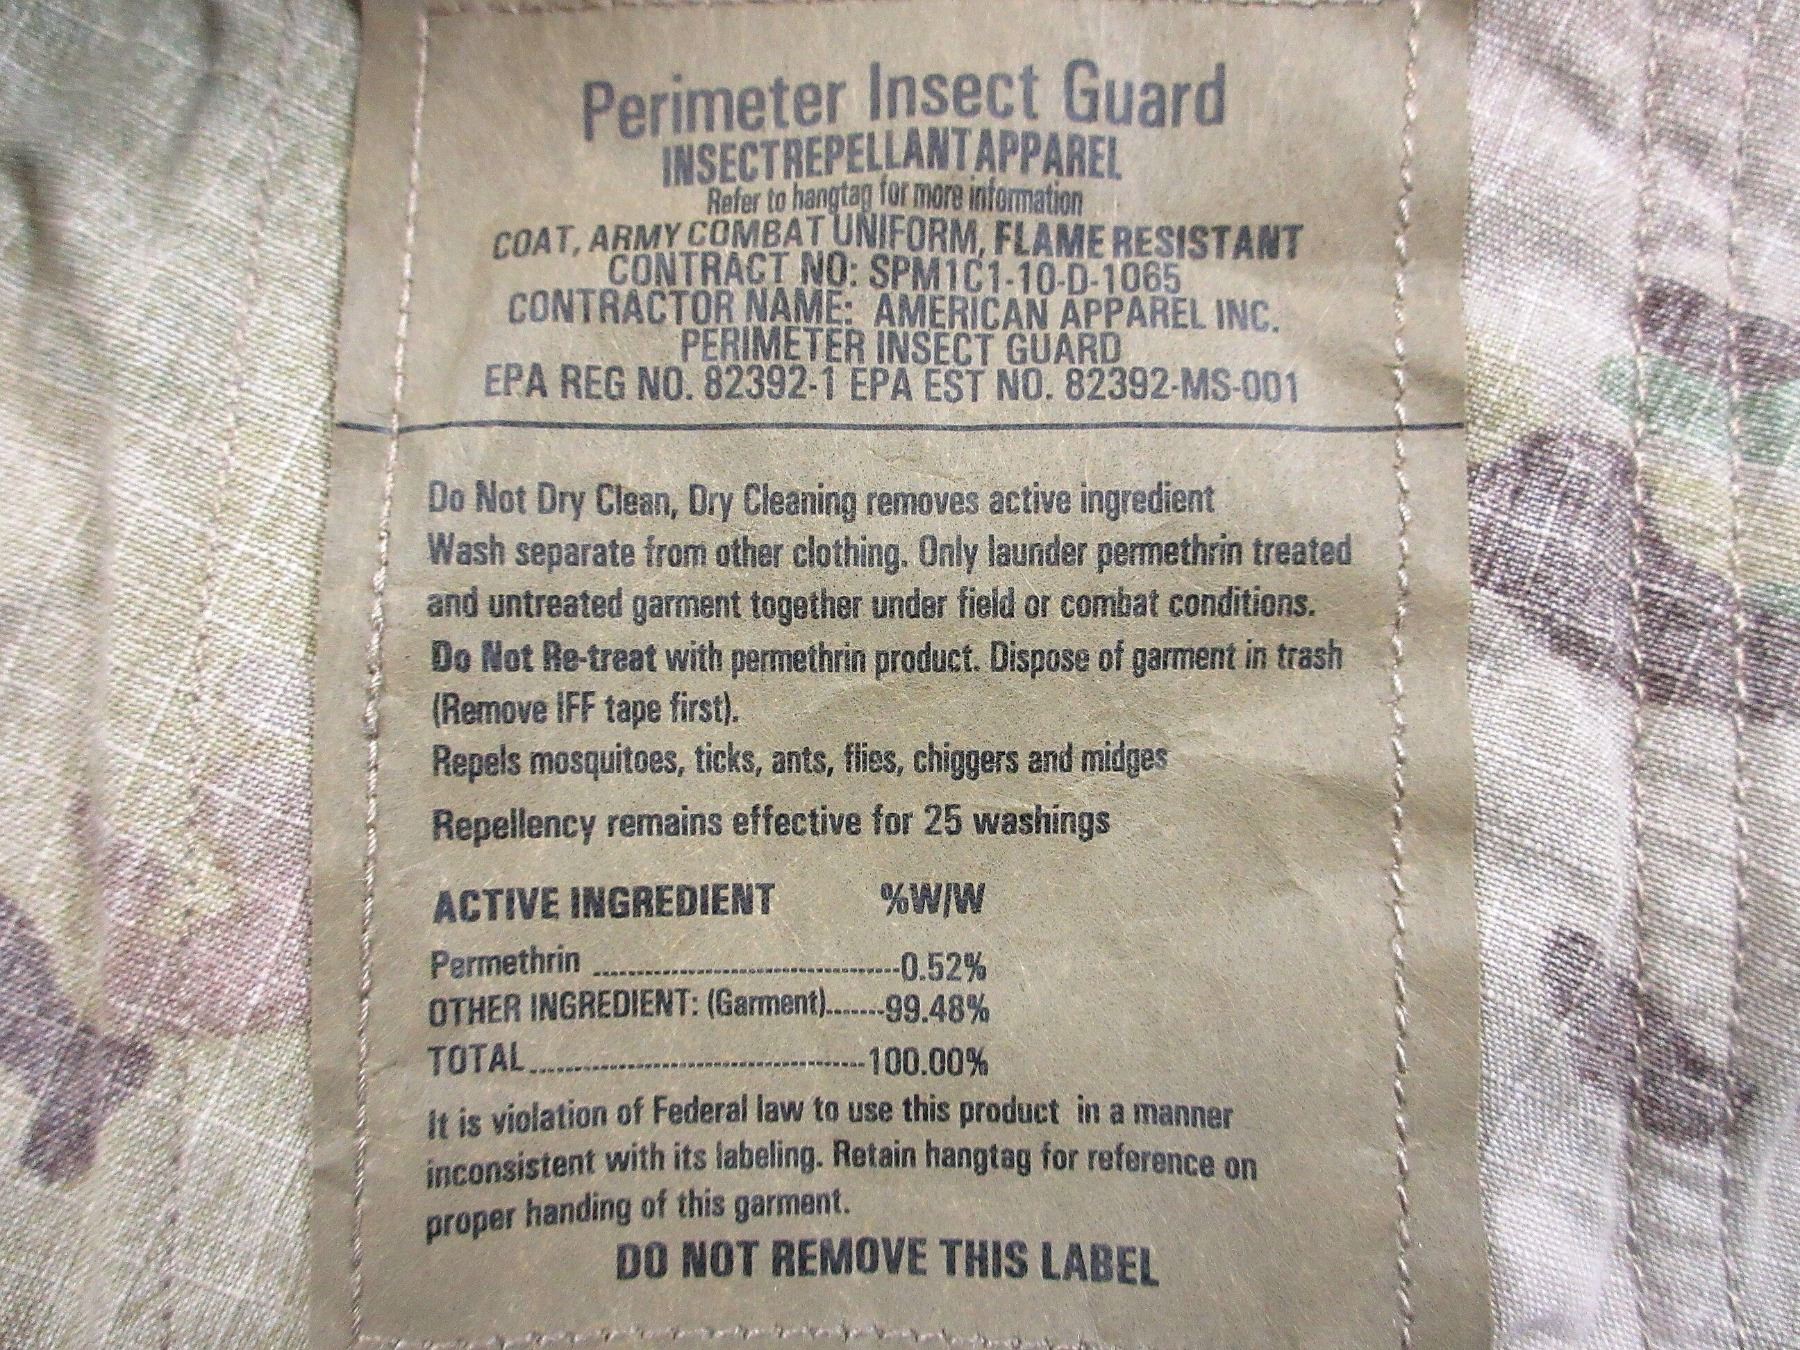 Perimeter Insect Guard
INSECTREPELLANTAPPAREL
Refer to hangtag for more information
COAT, ARMY COMBAT UNIFORM, FLAME RESISTANT
CONTRACT NO: SPM1C1-10-D-1065
CONTRACTOR NAME: AMERICAN APPAREL INC.
PERIMETER INSECT GUARD
EPA REG NO. 82392-1 EPA EST NO. 82392-MS-001
Do Not Dry Clean, Dry Cleaning removes active ingredient
Wash separate from other clothing. Only launder permethrin treated
and untreated garment together under field or combat conditions.
Do Not Re-treat with permethrin product. Dispose of garment in trash
(Remove IFF tape first).
Repels mosquitoes, ticks, ants, flies, chiggers and midges
Repellency remains effective for 25 washings
ACTIVE INGREDIENT %W/W
Permethrin ....................................0.52%
OTHER INGREDIENT: (Garment).......99.48%
TOTAL.......................................100.00%
It is violation of Federal law to use this product in a manner
inconsistent with its labeling. Retain hangtag for reference on
proper handing of this garment.
DO NOT REMOVE THIS LABEL